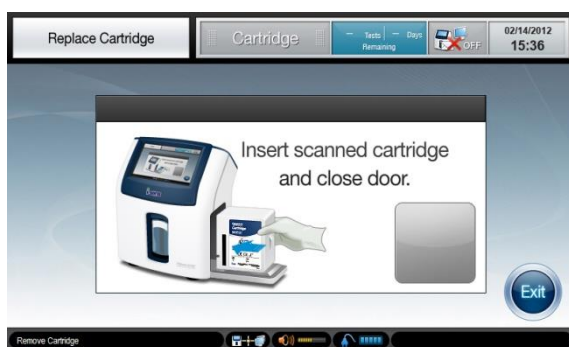 Replace Cartridge
Cartridge
– Tests – Days
Remaining
OFF
02/14/2012
15:36
Insert scanned cartridge
and close door.
Exit
Remove Cartridge